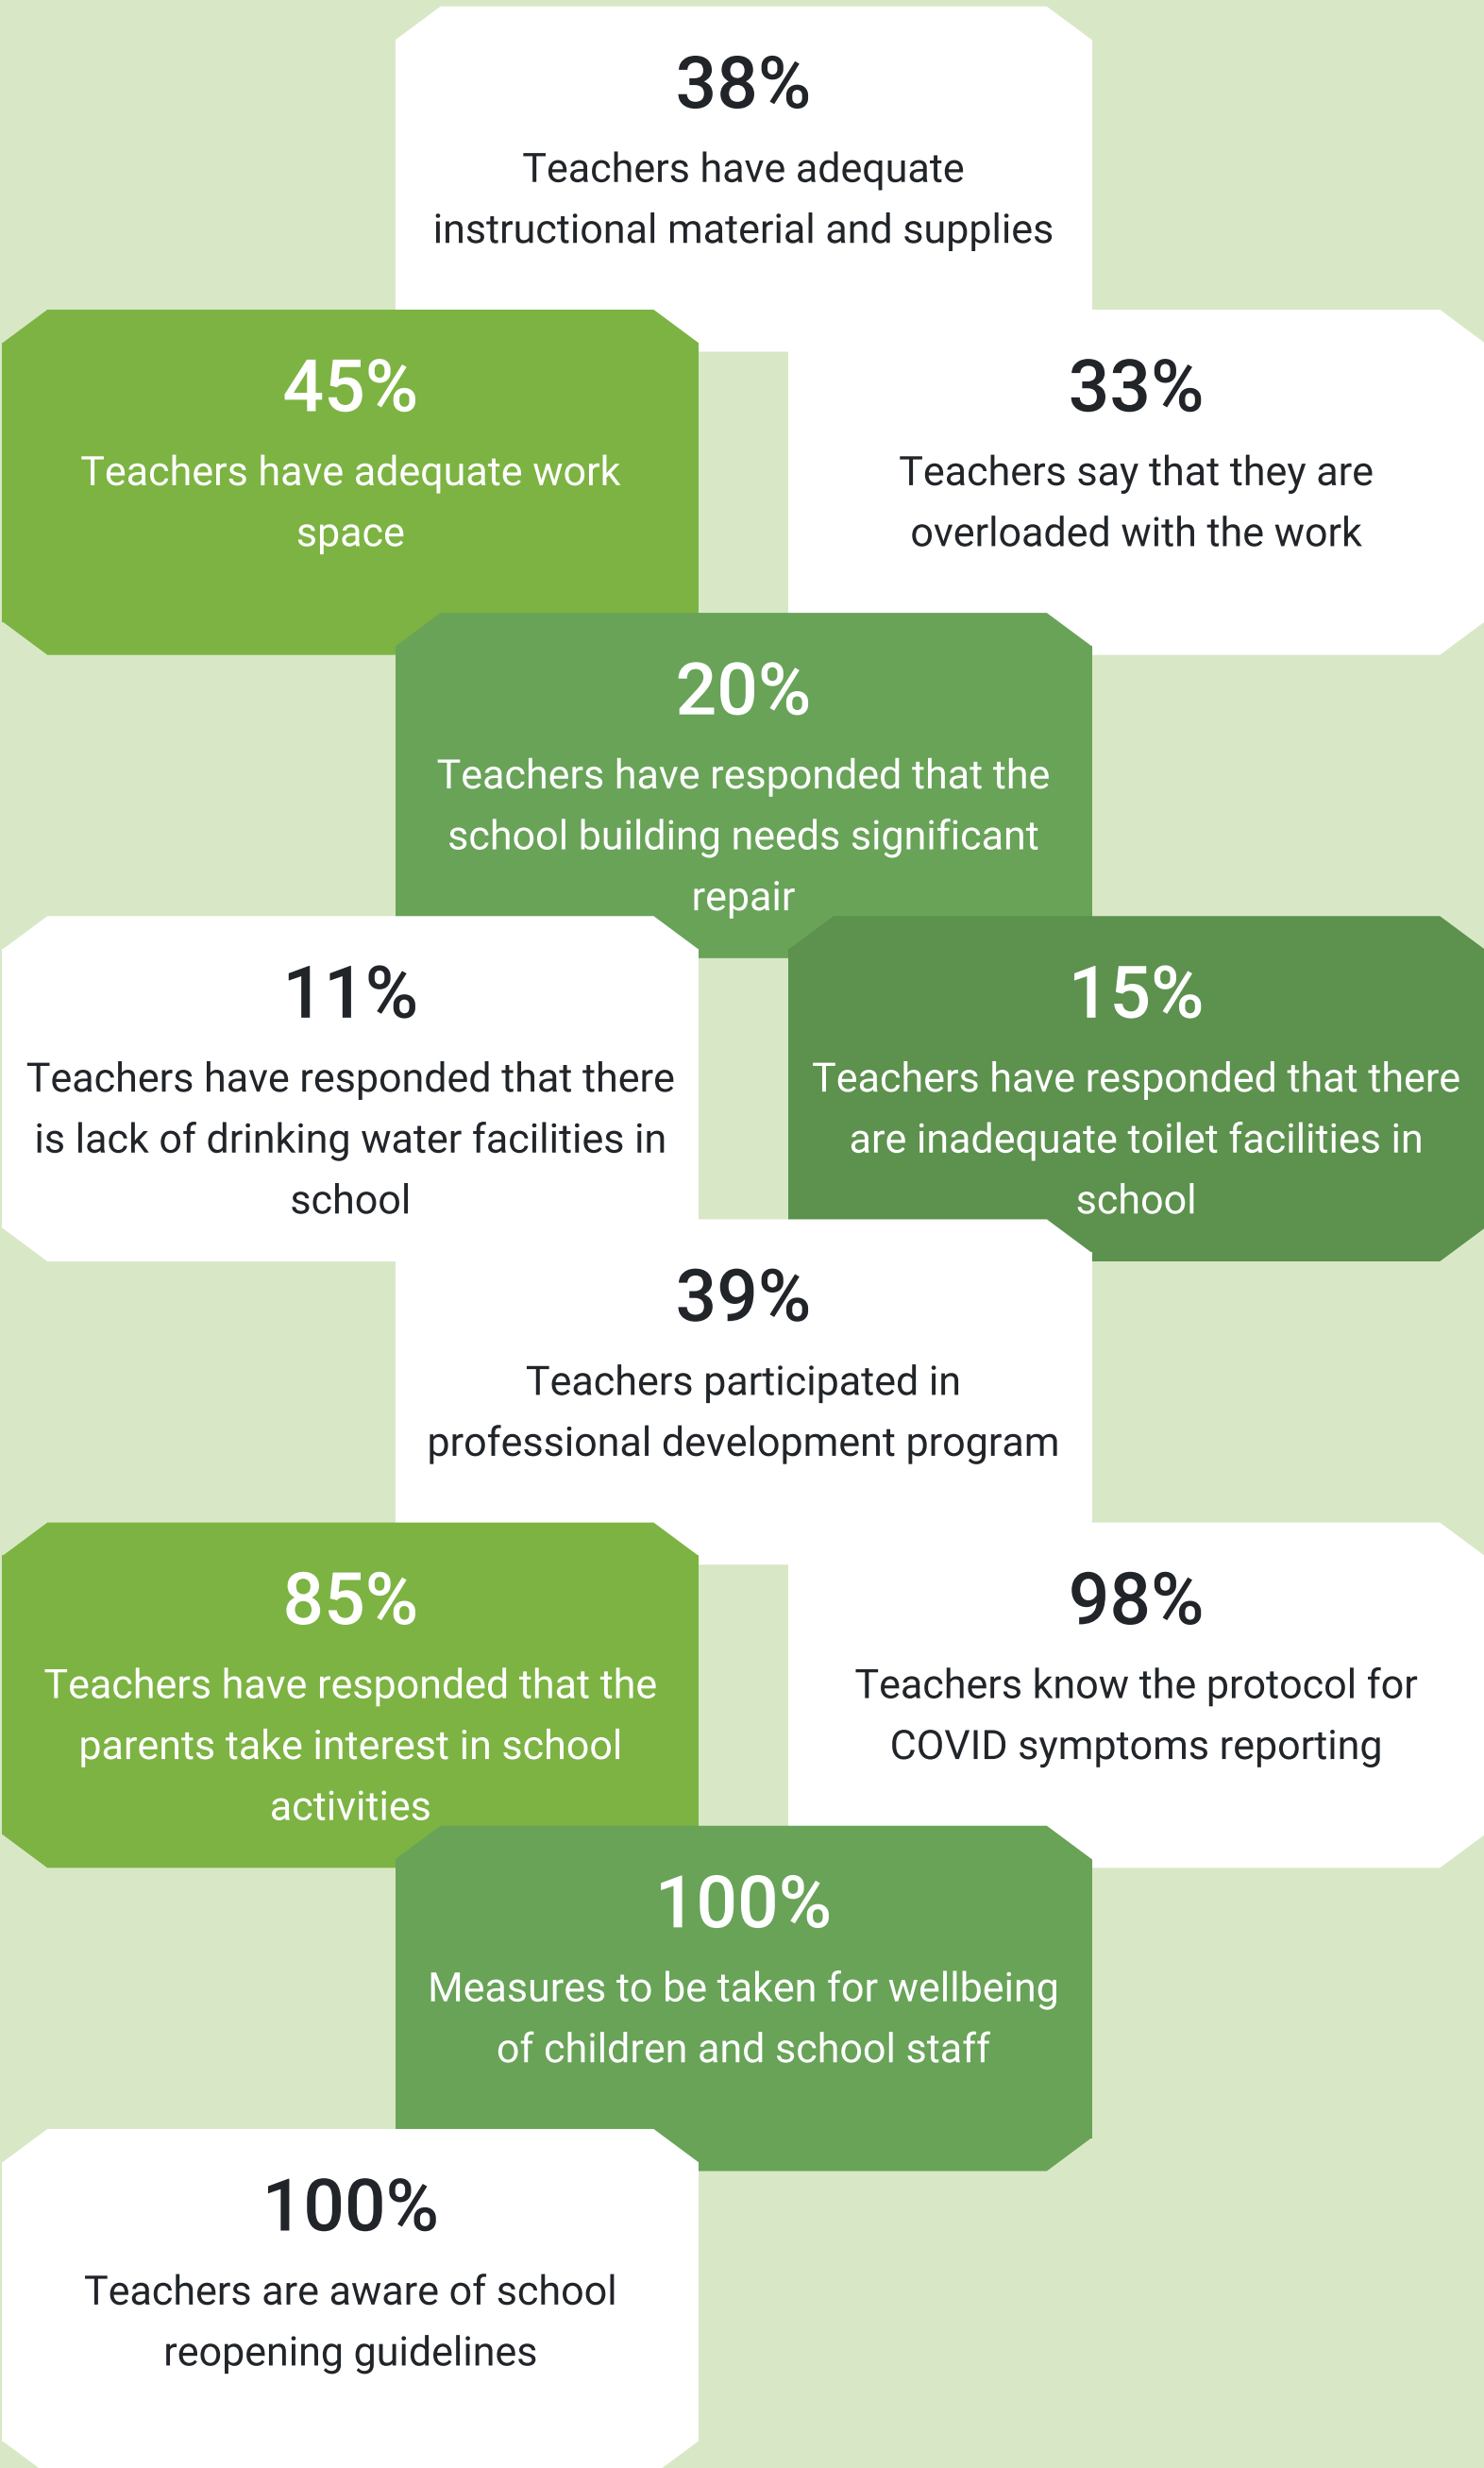 38%
Teachers have adequate
instructional material and supplies
45%
Teachers have adequate work
space
33%
Teachers say that they are
overloaded with the work
20%
Teachers have responded that the
school building needs significant
repair
11%
Teachers have responded that there
is lack of drinking water facilities in
school
15%
Teachers have responded that there
are inadequate toilet facilities in
school
39%
Teachers participated in
professional development program
85%
Teachers have responded that the
parents take interest in school
activities
98%
Teachers know the protocol for
COVID symptoms reporting
100%
Measures to be taken for wellbeing
of children and school staff
100%
Teachers are aware of school
reopening guidelines